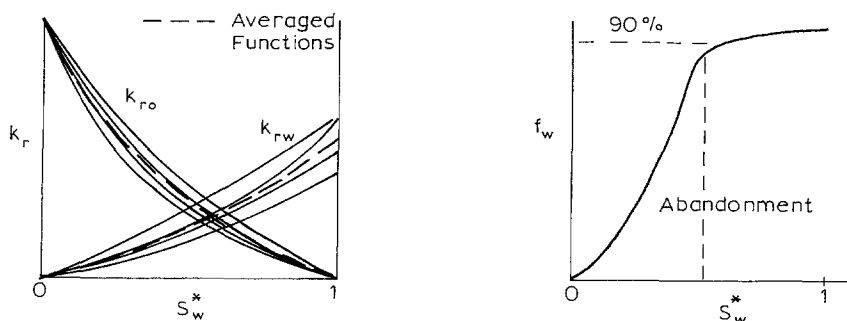 — — — Averaged
Functions
k_ro
k_rw
k_r
0
1
S_w^*
90%
f_w
Abandonment
0
1
S_w^*